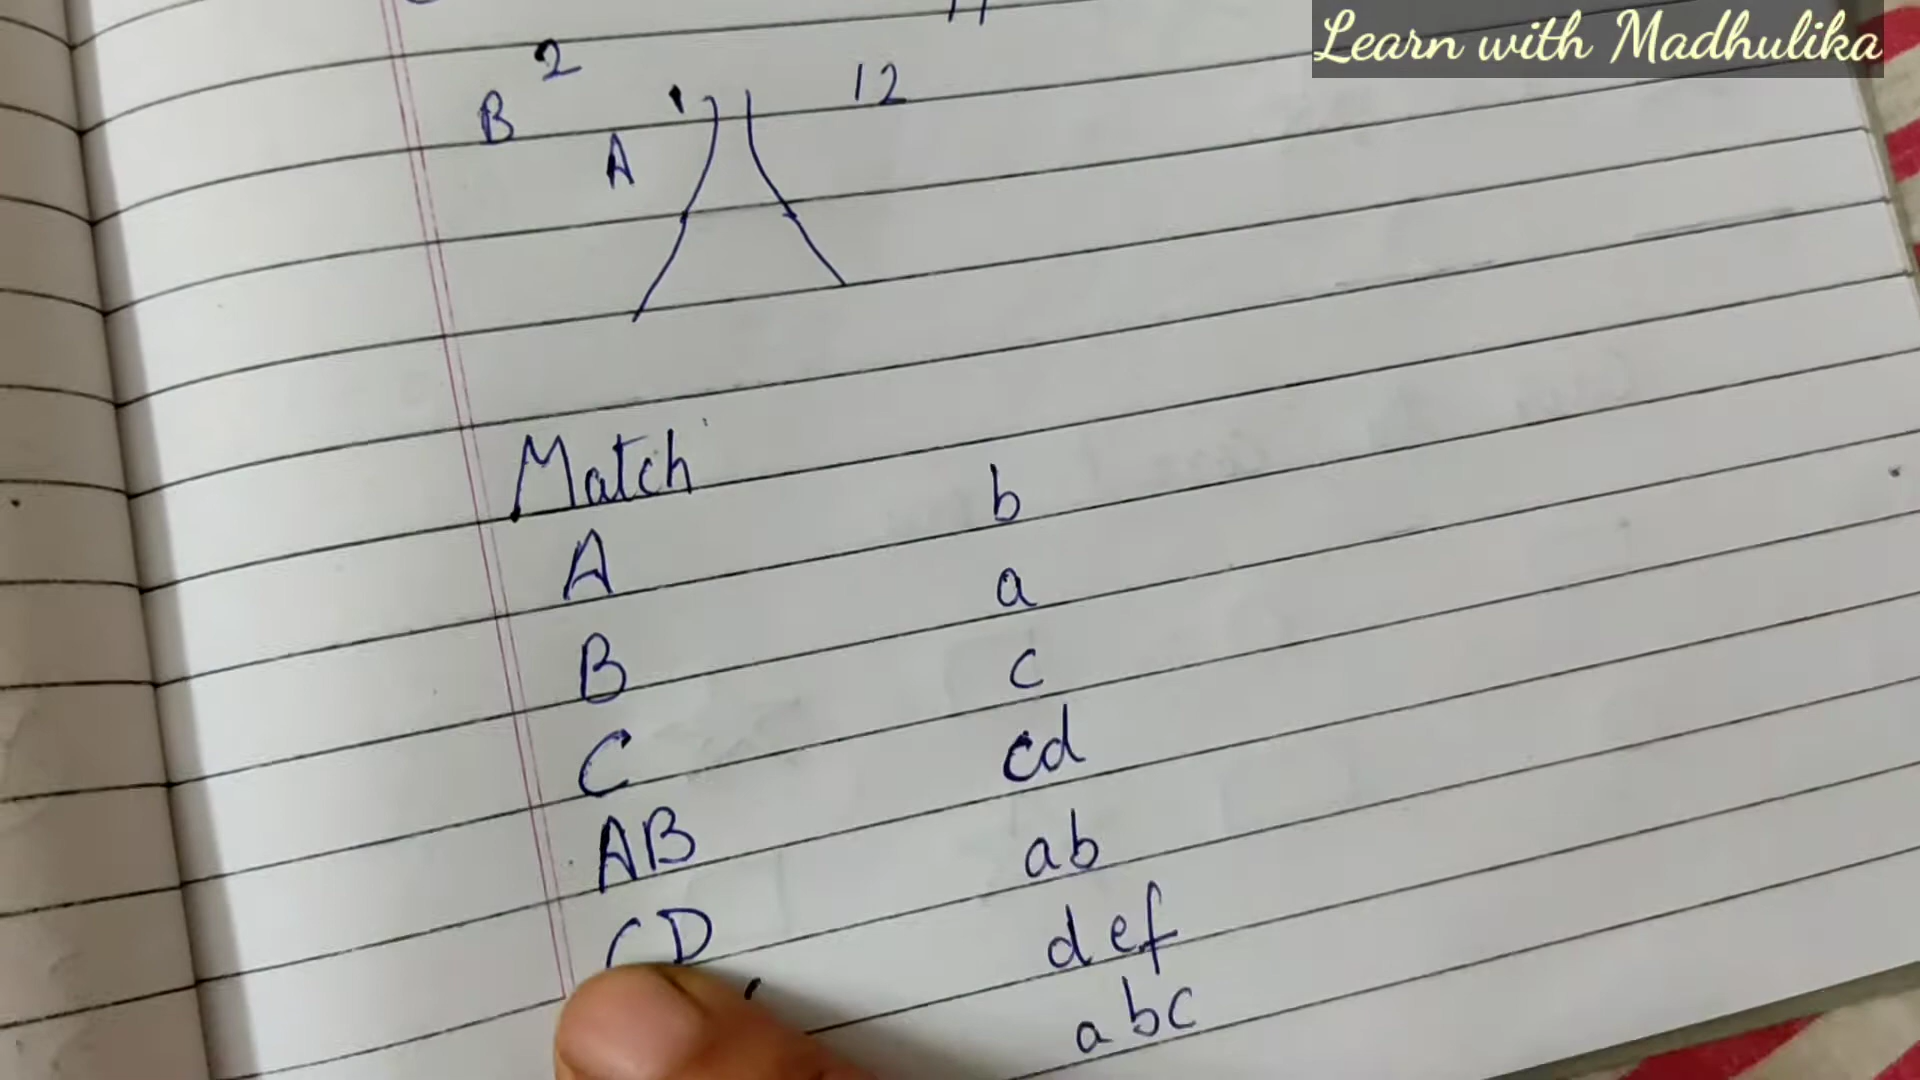 Learn with Madhulika
2
B
12
A
Match
A b
B a
C c
AB cd
CD ab
def
abc